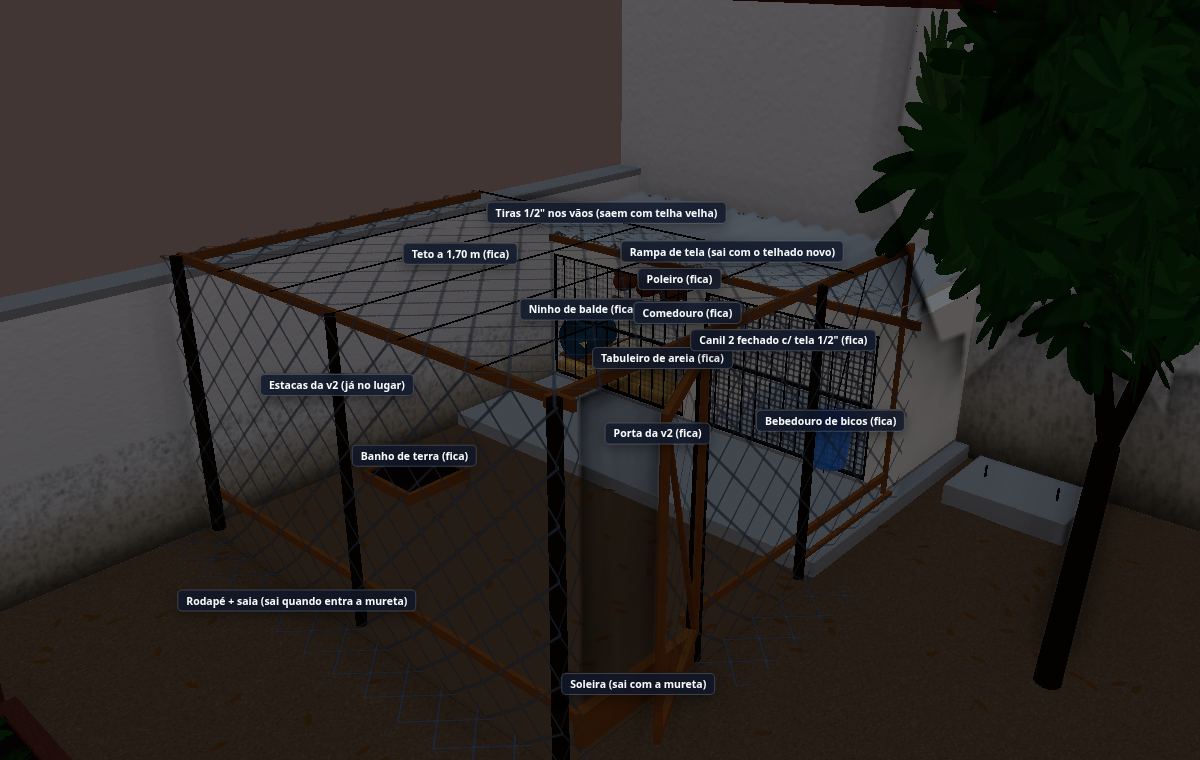 Tiras 1/2" nos vãos (saem com telha velha)
Teto a 1,70 m (fica)
Rampa de tela (sai com o telhado novo)
Poleiro (fica)
Ninho de balde (fica
Comedouro (fica)
Canil 2 fechado c/ tela 1/2" (fica)
Tabuleiro de areia (fica)
Estacas da v2 (já no lugar)
Bebedouro de bicos (fica)
Porta da v2 (fica)
Banho de terra (fica)
Rodapé + saia (sai quando entra a mureta)
Soleira (sai com a mureta)